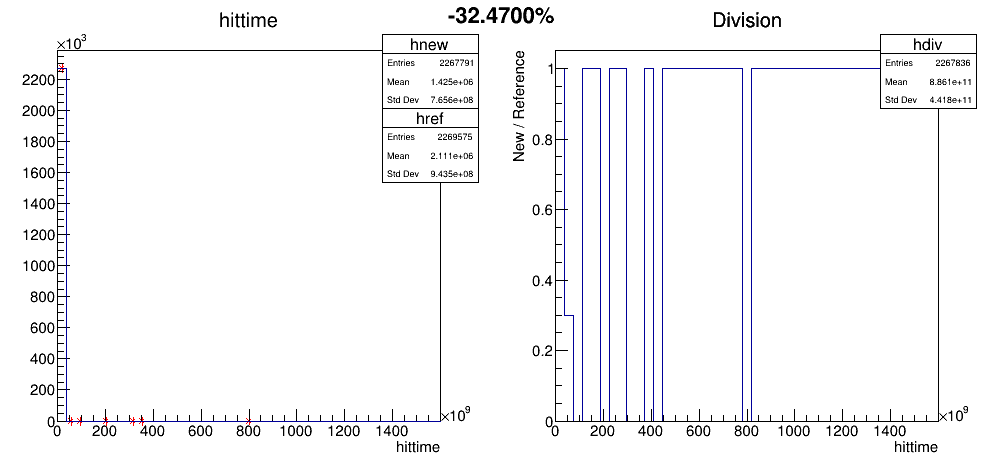 -32.4700%
hittime
×10³
hnew
Entries 2267791
Mean 1.425e+06
Std Dev 7.656e+08
href
Entries 2269575
Mean 2.111e+06
Std Dev 9.435e+08
2200
2000
1800
1600
1400
1200
1000
800
600
400
200
0
0 200 400 600 800 1000 1200 1400 ×10⁹
hittime
Division
hdiv
Entries 2267836
Mean 8.861e+11
Std Dev 4.418e+11
New / Reference
1
0.8
0.6
0.4
0.2
0
0 200 400 600 800 1000 1200 1400 ×10⁹
hittime